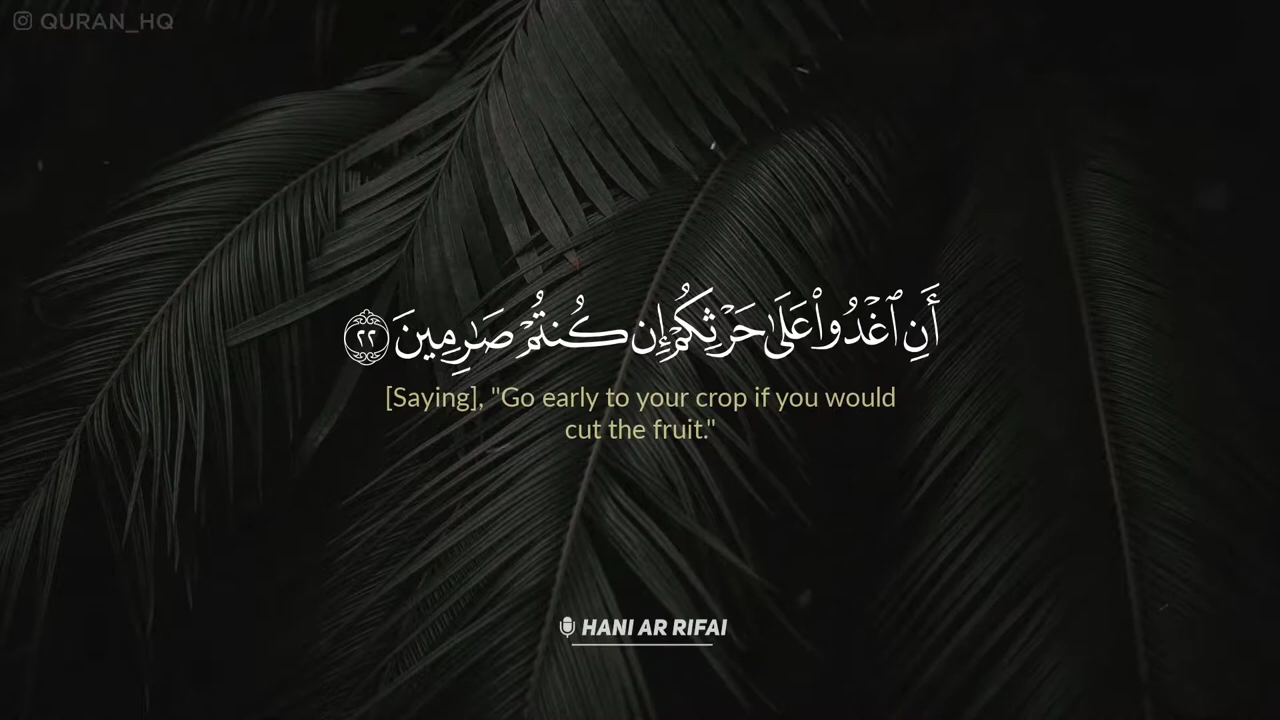 QURAN_HQ
أَنِ ٱغْدُوا۟ عَلَىٰ حَرْثِكُمْ إِن كُنتُمْ صَـٰرِمِينَ ٢٢
[Saying], "Go early to your crop if you would
cut the fruit."
HANI AR RIFAI